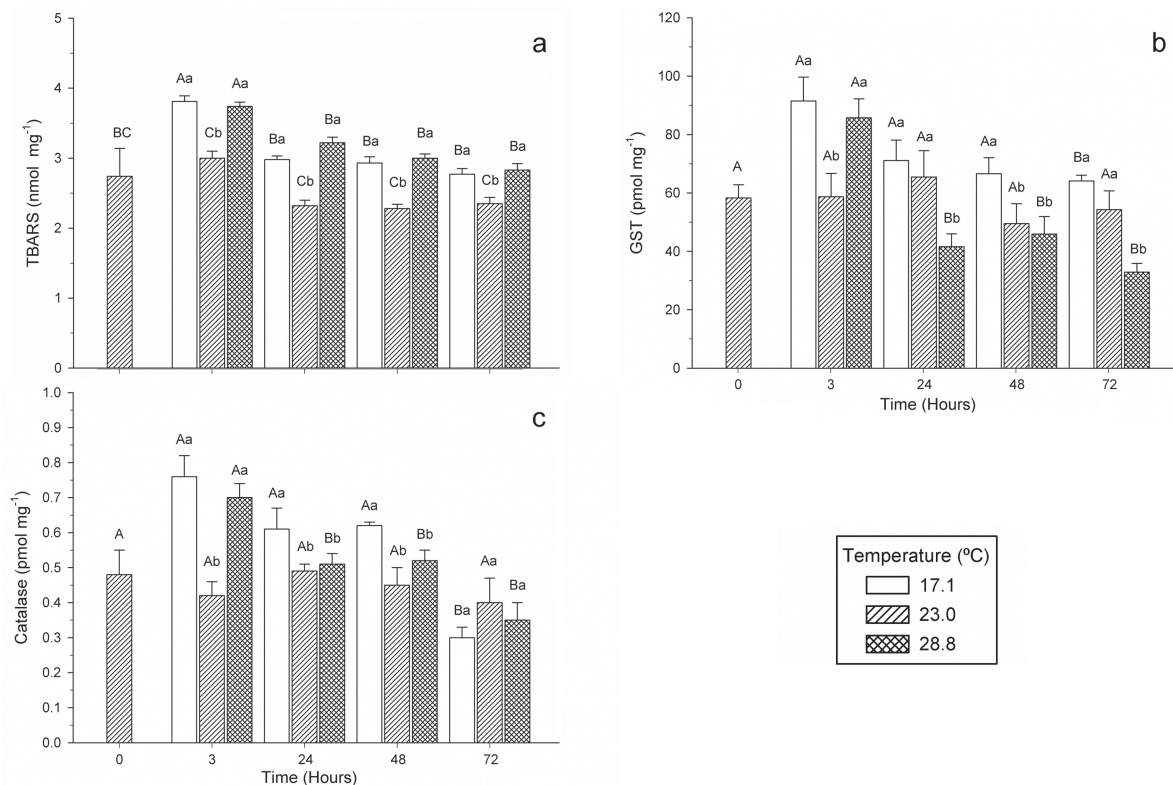 a
5
4
3
2
1
0
TBARS (nmol mg-1)
BC
Aa
Cb
Aa
Ba
Cb
Ba
Ba
Cb
Ba
Ba
Cb
Ba
b
120
100
80
60
40
20
0
GST (pmol mg-1)
A
Aa
Ab
Aa
Aa
Aa
Bb
Aa
Ab
Bb
Ba
Aa
Bb
0 3 24 48 72
Time (Hours)
c
1.0
0.9
0.8
0.7
0.6
0.5
0.4
0.3
0.2
0.1
0.0
Catalase (pmol mg-1)
A
Aa
Ab
Aa
Aa
Ab
Bb
Aa
Ab
Bb
Ba
Aa
Ba
0 3 24 48 72
Time (Hours)
Temperature (ºC)
17.1
23.0
28.8